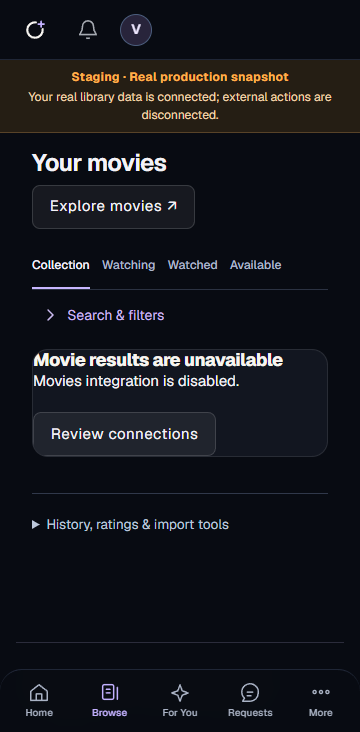 V
Staging · Real production snapshot
Your real library data is connected; external actions are
disconnected.
Your movies
Explore movies ↗
Collection Watching Watched Available
Search & filters
Movie results are unavailable
Movies integration is disabled.
Review connections
History, ratings & import tools
Home Browse For You Requests More